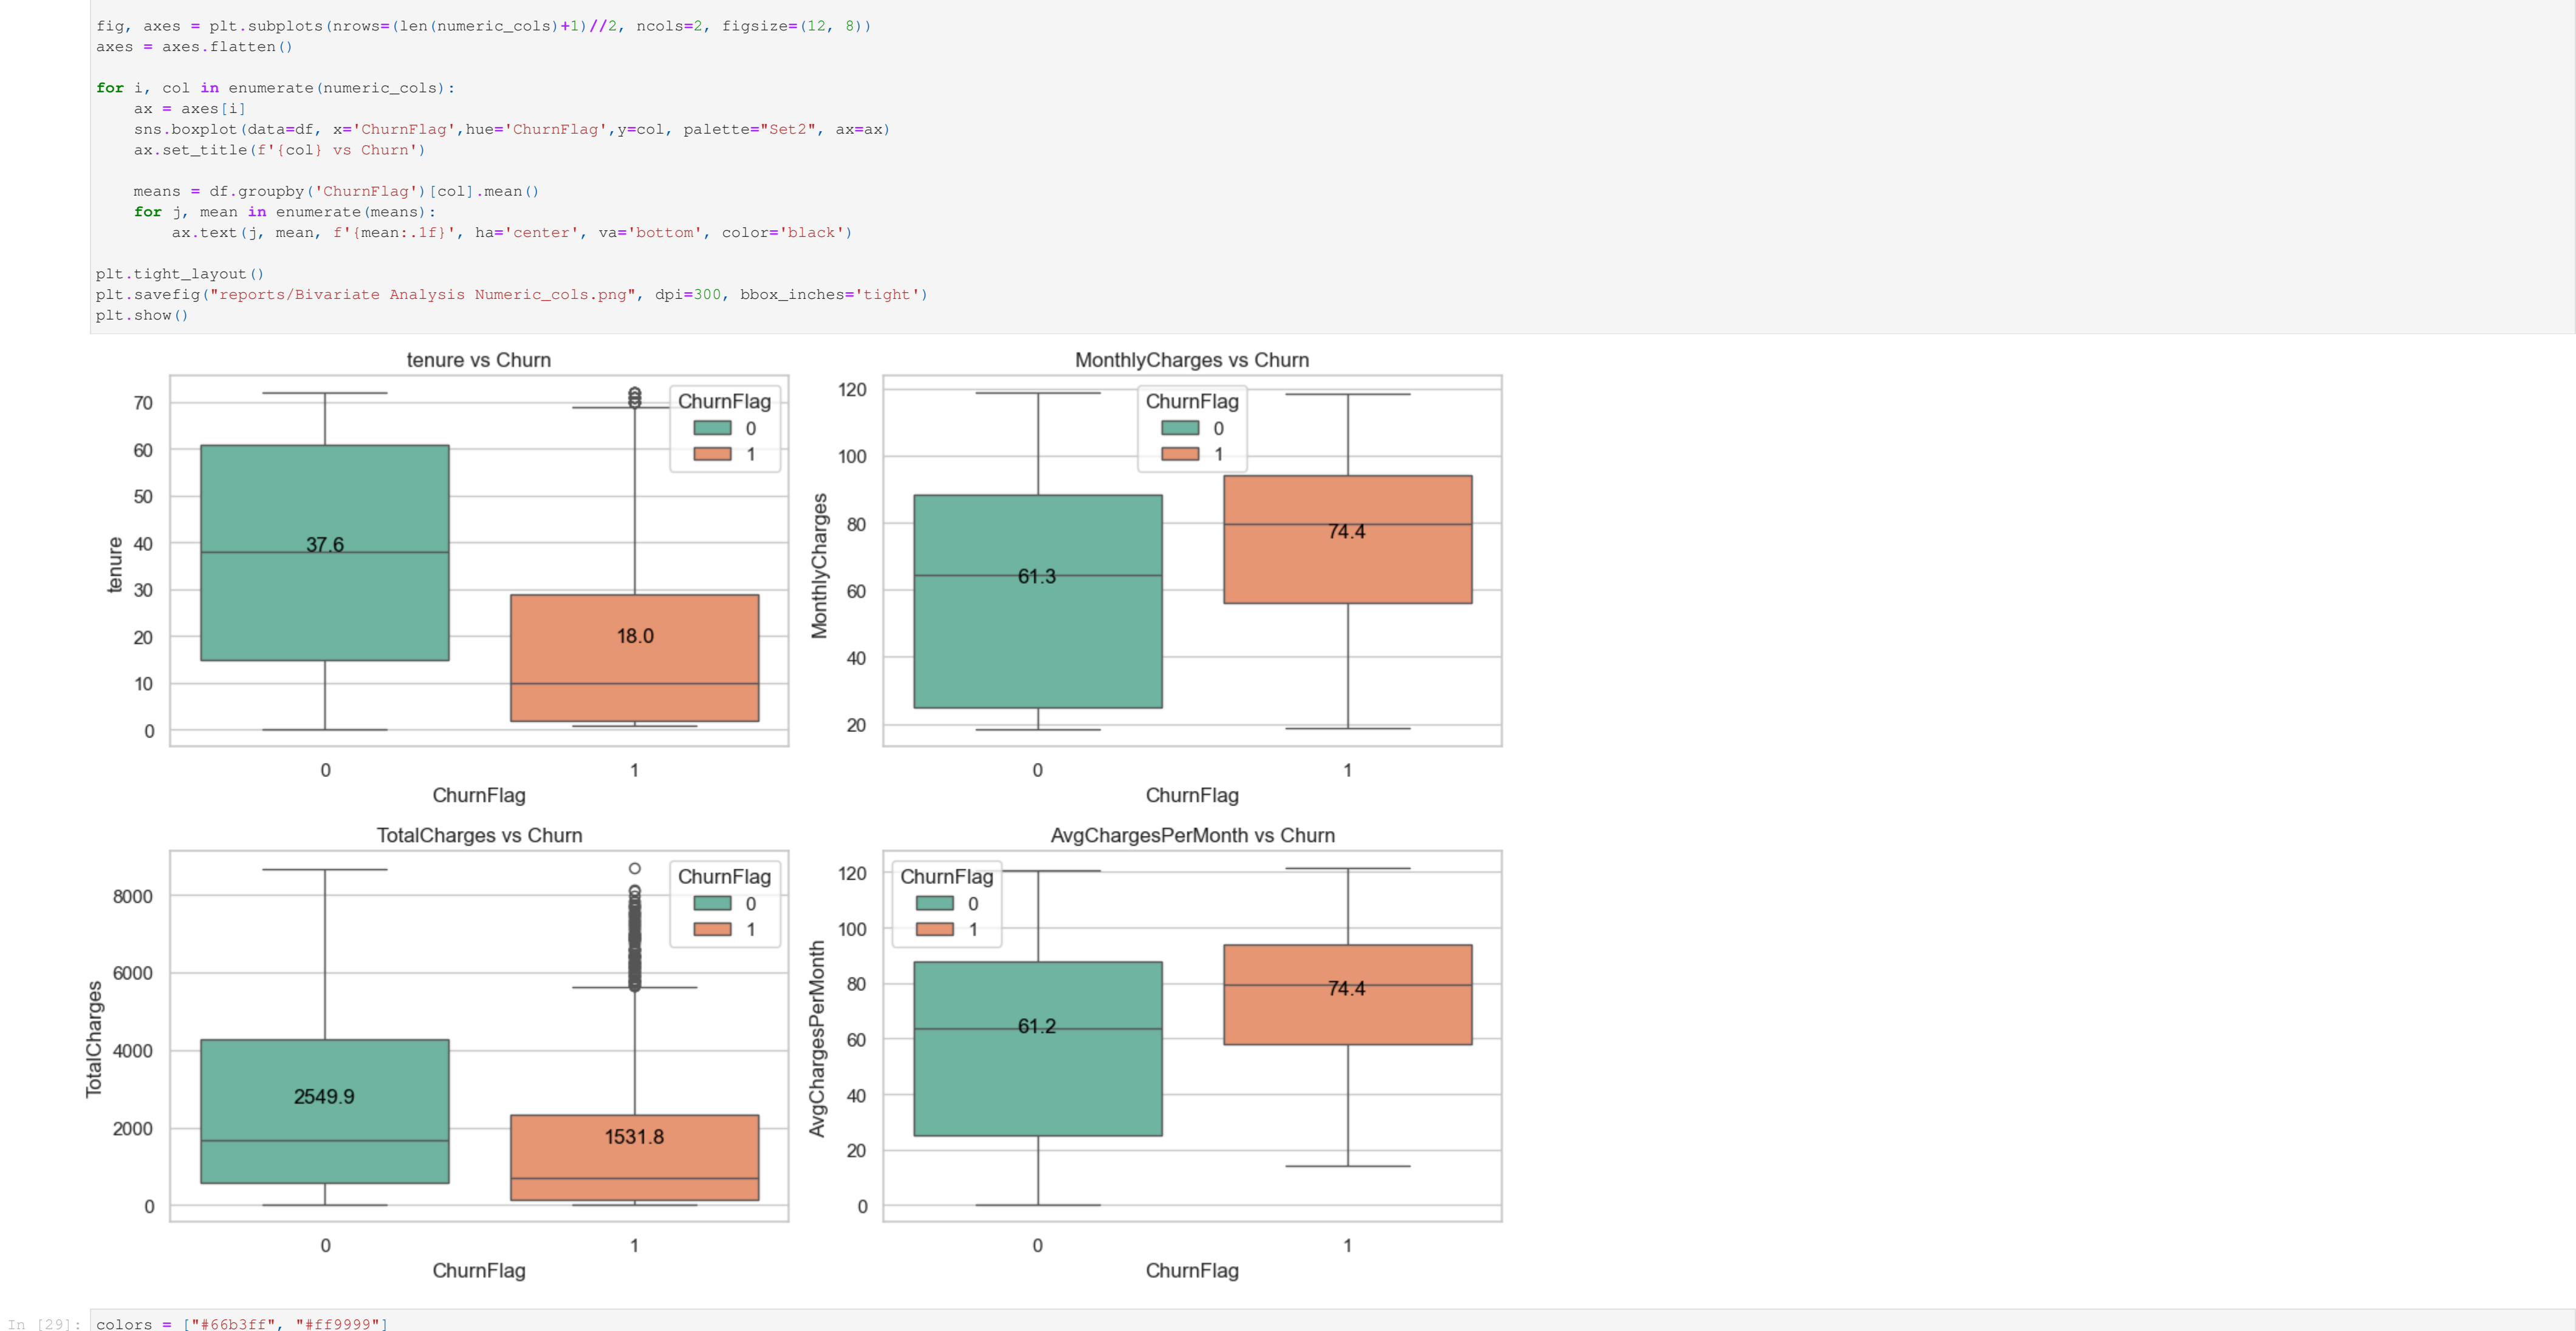 fig, axes = plt.subplots(nrows=(len(numeric_cols)+1)//2, ncols=2, figsize=(12, 8))
axes = axes.flatten()
for i, col in enumerate(numeric_cols):
    ax = axes[i]
    sns.boxplot(data=df, x='ChurnFlag',hue='ChurnFlag',y=col, palette="Set2", ax=ax)
    ax.set_title(f'{col} vs Churn')
    means = df.groupby('ChurnFlag')[col].mean()
    for j, mean in enumerate(means):
        ax.text(j, mean, f'{mean:.1f}', ha='center', va='bottom', color='black')
plt.tight_layout()
plt.savefig("reports/Bivariate Analysis Numeric_cols.png", dpi=300, bbox_inches='tight')
plt.show()
tenure vs Churn
70
60
50
40
30
20
10
0
tenure
37.6
18.0
ChurnFlag
0
1
0
1
ChurnFlag
MonthlyCharges vs Churn
120
100
80
60
40
20
MonthlyCharges
ChurnFlag
0
1
61.3
74.4
0
1
ChurnFlag
TotalCharges vs Churn
8000
6000
4000
2000
0
TotalCharges
2549.9
1531.8
ChurnFlag
0
1
0
1
ChurnFlag
AvgChargesPerMonth vs Churn
120
100
80
60
40
20
0
AvgChargesPerMonth
ChurnFlag
0
1
61.2
74.4
0
1
ChurnFlag
In [29]: colors = ["#66b3ff", "#ff9999"]